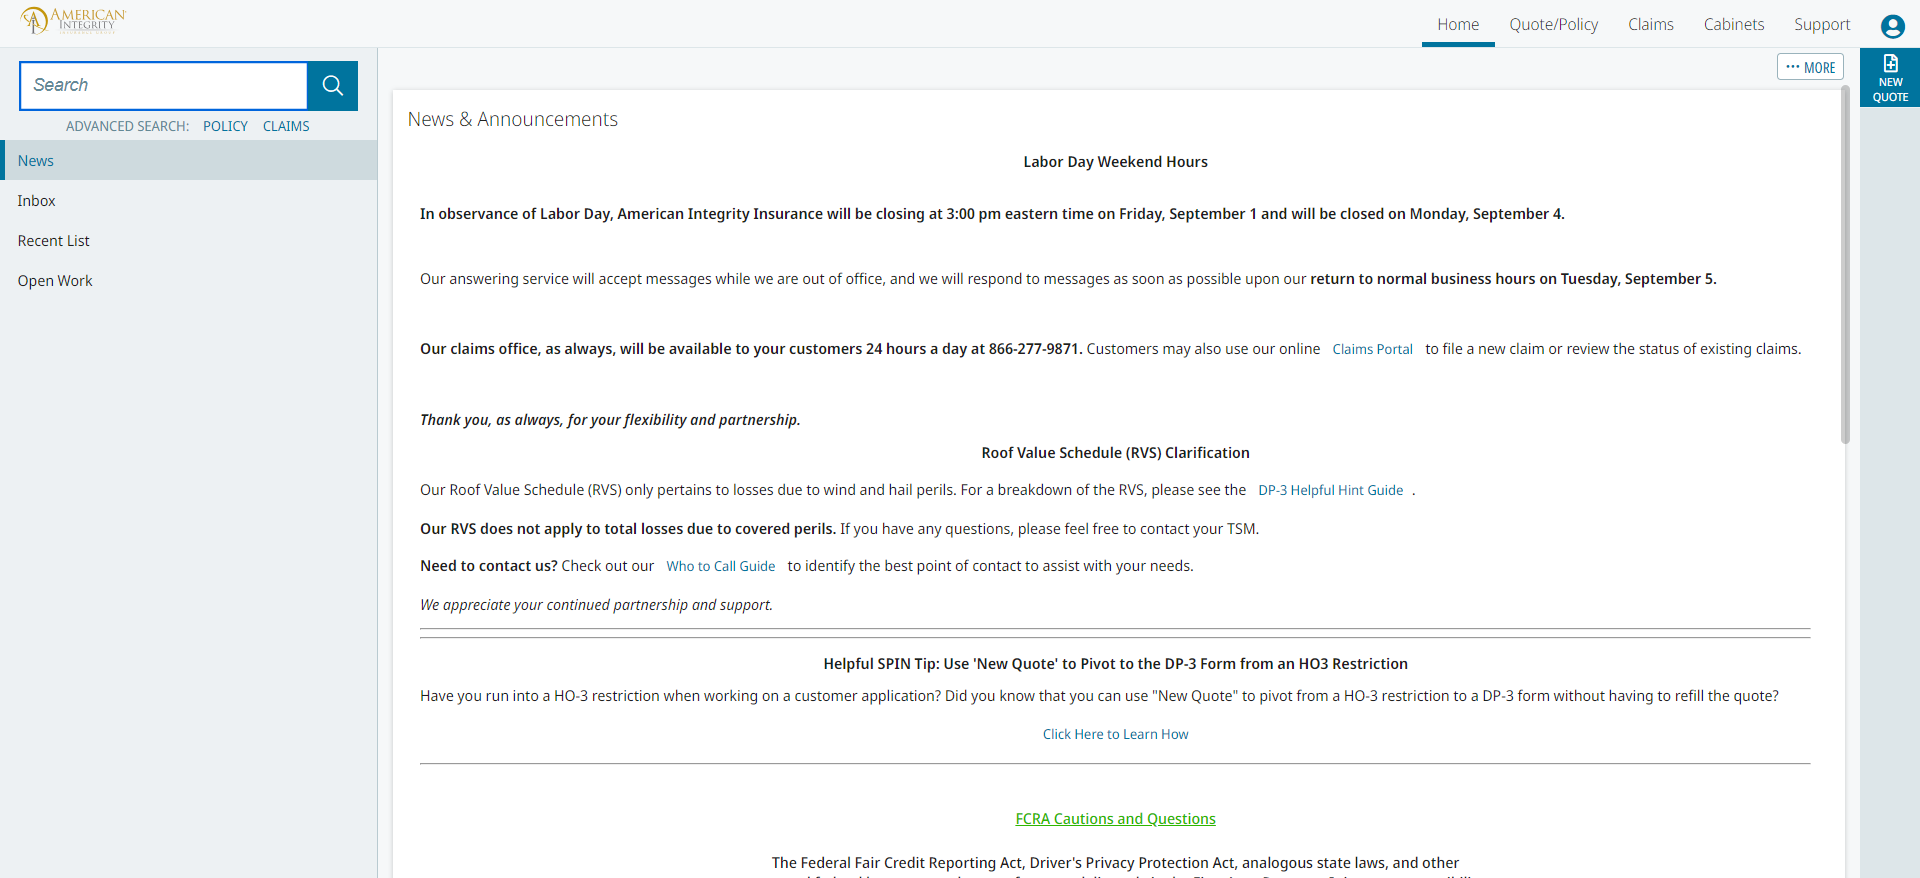 AMERICAN
INTEGRITY
Home Quote/Policy Claims Cabinets Support
Search
ADVANCED SEARCH: POLICY CLAIMS
News
Inbox
Recent List
Open Work
··· MORE
NEW
QUOTE
News & Announcements
Labor Day Weekend Hours
In observance of Labor Day, American Integrity Insurance will be closing at 3:00 pm eastern time on Friday, September 1 and will be closed on Monday, September 4.
Our answering service will accept messages while we are out of office, and we will respond to messages as soon as possible upon our return to normal business hours on Tuesday, September 5.
Our claims office, as always, will be available to your customers 24 hours a day at 866-277-9871. Customers may also use our online Claims Portal to file a new claim or review the status of existing claims.
Thank you, as always, for your flexibility and partnership.
Roof Value Schedule (RVS) Clarification
Our Roof Value Schedule (RVS) only pertains to losses due to wind and hail perils. For a breakdown of the RVS, please see the DP-3 Helpful Hint Guide .
Our RVS does not apply to total losses due to covered perils. If you have any questions, please feel free to contact your TSM.
Need to contact us? Check out our Who to Call Guide to identify the best point of contact to assist with your needs.
We appreciate your continued partnership and support.
Helpful SPIN Tip: Use 'New Quote' to Pivot to the DP-3 Form from an HO3 Restriction
Have you run into a HO-3 restriction when working on a customer application? Did you know that you can use "New Quote" to pivot from a HO-3 restriction to a DP-3 form without having to refill the quote?
Click Here to Learn How
FCRA Cautions and Questions
The Federal Fair Credit Reporting Act, Driver's Privacy Protection Act, analogous state laws, and other